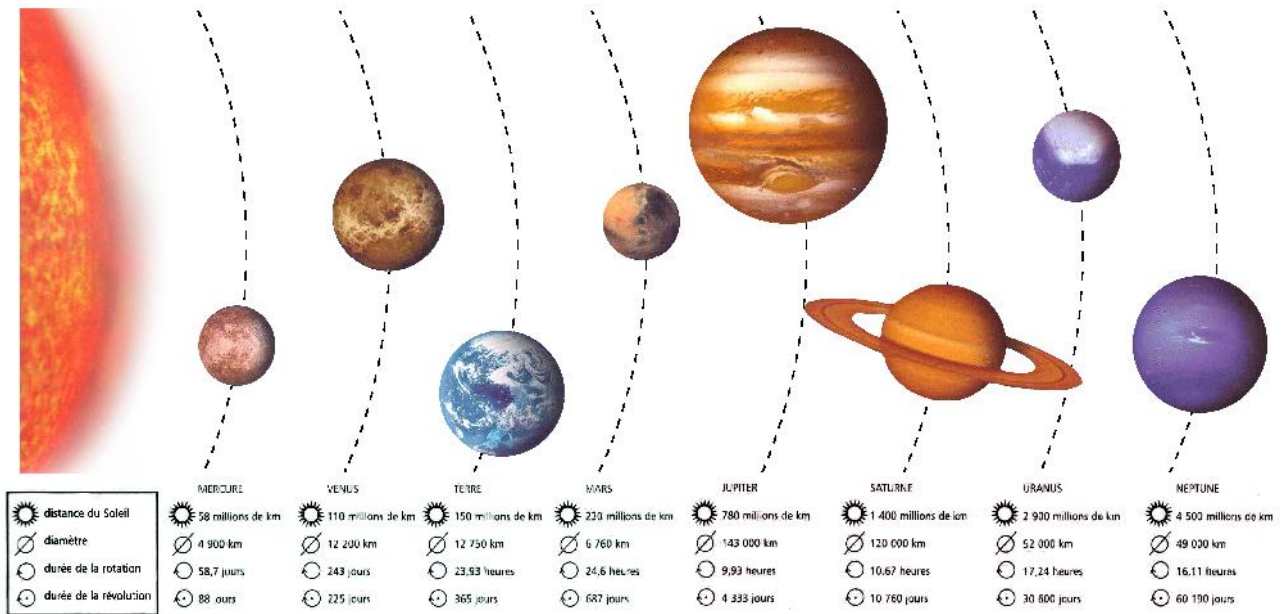 MERCURE
VENUS
TERRE
MARS
JUPITER
SATURNE
URANUS
NEPTUNE
distance du Soleil
58 millions de km
110 millions de km
150 millions de km
millions de km
780 millions de km
1 400 millions de km
2 900 millions de km
4 500 millions de km
diamètre
4 900 km
12 200 km
12 750 km
6 760 km
143 000 km
120 000 km
52 000 km
49 000 km
durée de la rotation
58,7 jours
243 jours
23,93 heures
24,6 heures
9,93 heures
10,67 heures
17,24 heures
16,11 heures
durée de la révolution
88 ours
225 jours
365 jours
687 jours
4 333 jours
10 760 jours
30 600 jours
60 190 jours